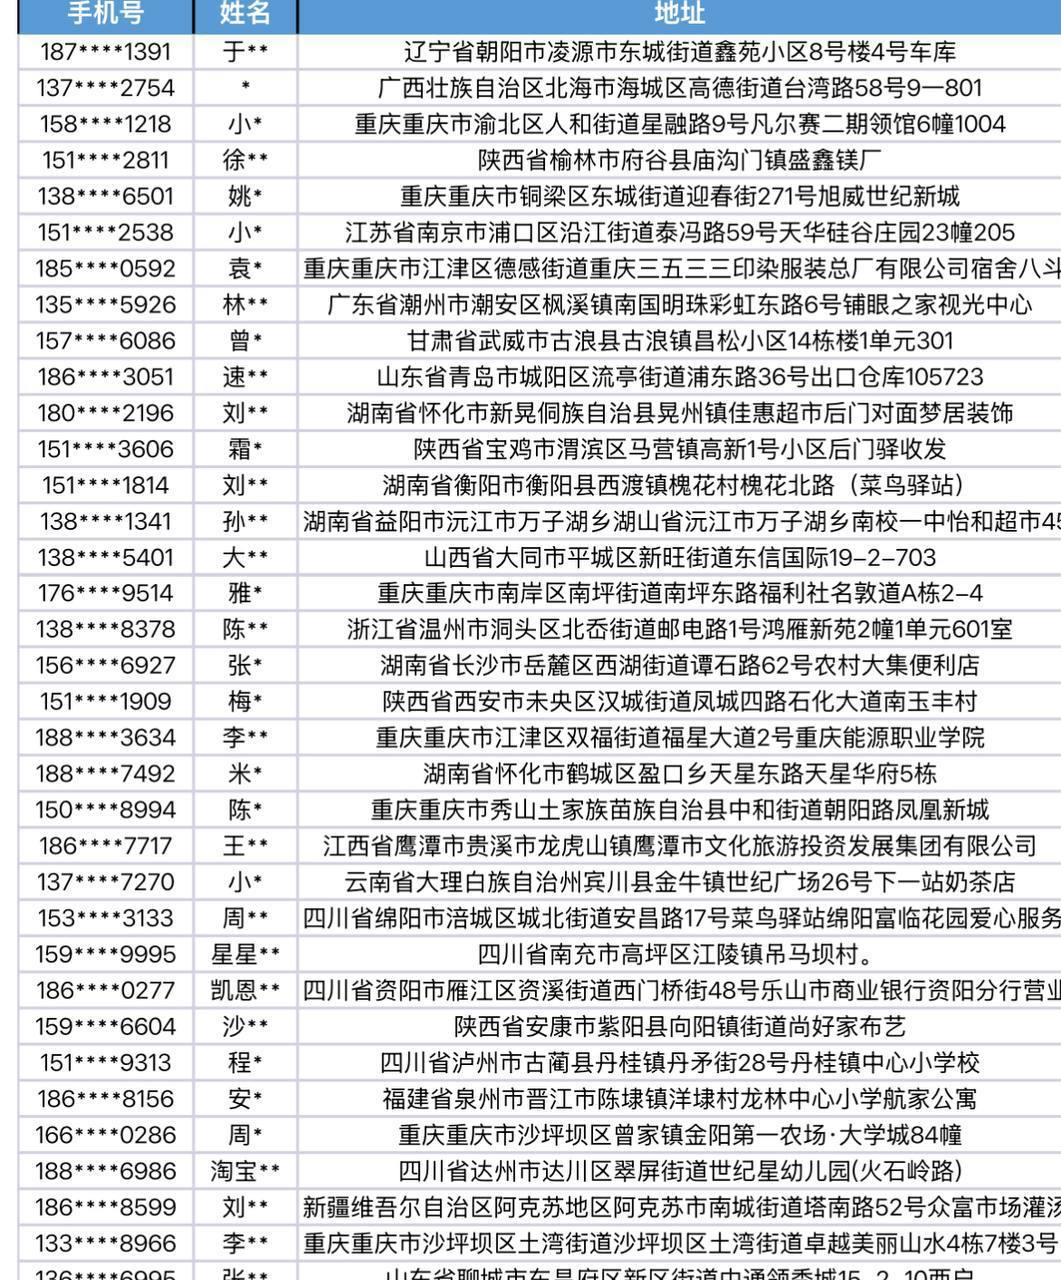 手机号 姓名 地址
187****1391 于** 辽宁省朝阳市凌源市东城街道鑫苑小区8号楼4号车库
137****2754 * 广西壮族自治区北海市海城区高德街道台湾路58号9一801
158****1218 小* 重庆重庆市渝北区人和街道星融路9号凡尔赛二期领馆6幢1004
151****2811 徐** 陕西省榆林市府谷县庙沟门镇盛鑫镁厂
138****6501 姚* 重庆重庆市铜梁区东城街道迎春街271号旭威世纪新城
151****2538 小* 江苏省南京市浦口区沿江街道泰冯路59号天华硅谷庄园23幢205
185****0592 袁* 重庆重庆市江津区德感街道重庆三五三三印染服装总厂有限公司宿舍八斗
135****5926 林** 广东省潮州市潮安区枫溪镇南国明珠彩虹东路6号铺眼之家视光中心
157****6086 曾* 甘肃省武威市古浪县古浪镇昌松小区14栋楼1单元301
186****3051 速** 山东省青岛市城阳区流亭街道浦东路36号出口仓库105723
180****2196 刘** 湖南省怀化市新晃侗族自治县晃州镇佳惠超市后门对面梦居装饰
151****3606 霜* 陕西省宝鸡市渭滨区马营镇高新1号小区后门驿收发
151****1814 刘** 湖南省衡阳市衡阳县西渡镇槐花村槐花北路（菜鸟驿站）
138****1341 孙** 湖南省益阳市沅江市万子湖乡湖山省沅江市万子湖乡南校一中怡和超市45
138****5401 大** 山西省大同市平城区新旺街道东信国际19–2–703
176****9514 雅* 重庆重庆市南岸区南坪街道南坪东路福利社名敦道A栋2–4
138****8378 陈** 浙江省温州市洞头区北岙街道邮电路1号鸿雁新苑2幢1单元601室
156****6927 张* 湖南省长沙市岳麓区西湖街道谭石路62号农村大集便利店
151****1909 梅* 陕西省西安市未央区汉城街道凤城四路石化大道南玉丰村
188****3634 李** 重庆重庆市江津区双福街道福星大道2号重庆能源职业学院
188****7492 米* 湖南省怀化市鹤城区盈口乡天星东路天星华府5栋
150****8994 陈* 重庆重庆市秀山土家族苗族自治县中和街道朝阳路凤凰新城
186****7717 王** 江西省鹰潭市贵溪市龙虎山镇鹰潭市文化旅游投资发展集团有限公司
137****7270 小* 云南省大理白族自治州宾川县金牛镇世纪广场26号下一站奶茶店
153****3133 周** 四川省绵阳市涪城区城北街道安昌路17号菜鸟驿站绵阳富临花园爱心服务
159****9995 星星** 四川省南充市高坪区江陵镇吊马坝村。
186****0277 凯恩** 四川省资阳市雁江区资溪街道西门桥街48号乐山市商业银行资阳分行营业
159****6604 沙** 陕西省安康市紫阳县向阳镇街道尚好家布艺
151****9313 程* 四川省泸州市古蔺县丹桂镇丹矛街28号丹桂镇中心小学校
186****8156 安* 福建省泉州市晋江市陈埭镇洋埭村龙林中心小学航家公寓
166****0286 周* 重庆重庆市沙坪坝区曾家镇金阳第一农场·大学城84幢
188****6986 淘宝** 四川省达州市达川区翠屏街道世纪星幼儿园(火石岭路)
186****8599 刘** 新疆维吾尔自治区阿克苏地区阿克苏市南城街道塔南路52号众富市场灌汤
133****8966 李** 重庆重庆市沙坪坝区土湾街道沙坪坝区土湾街道卓越美丽山水4栋7楼3号
136****6995 张** 山东省聊城市东昌府区新区街道中通领秀城15–2–10西户